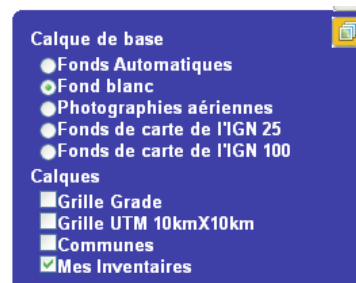 Calque de base
Fonds Automatiques
Fond blanc
Photographies aériennes
Fonds de carte de l'IGN 25
Fonds de carte de l'IGN 100
Calques
Grille Grade
Grille UTM 10kmX10km
Communes
Mes Inventaires